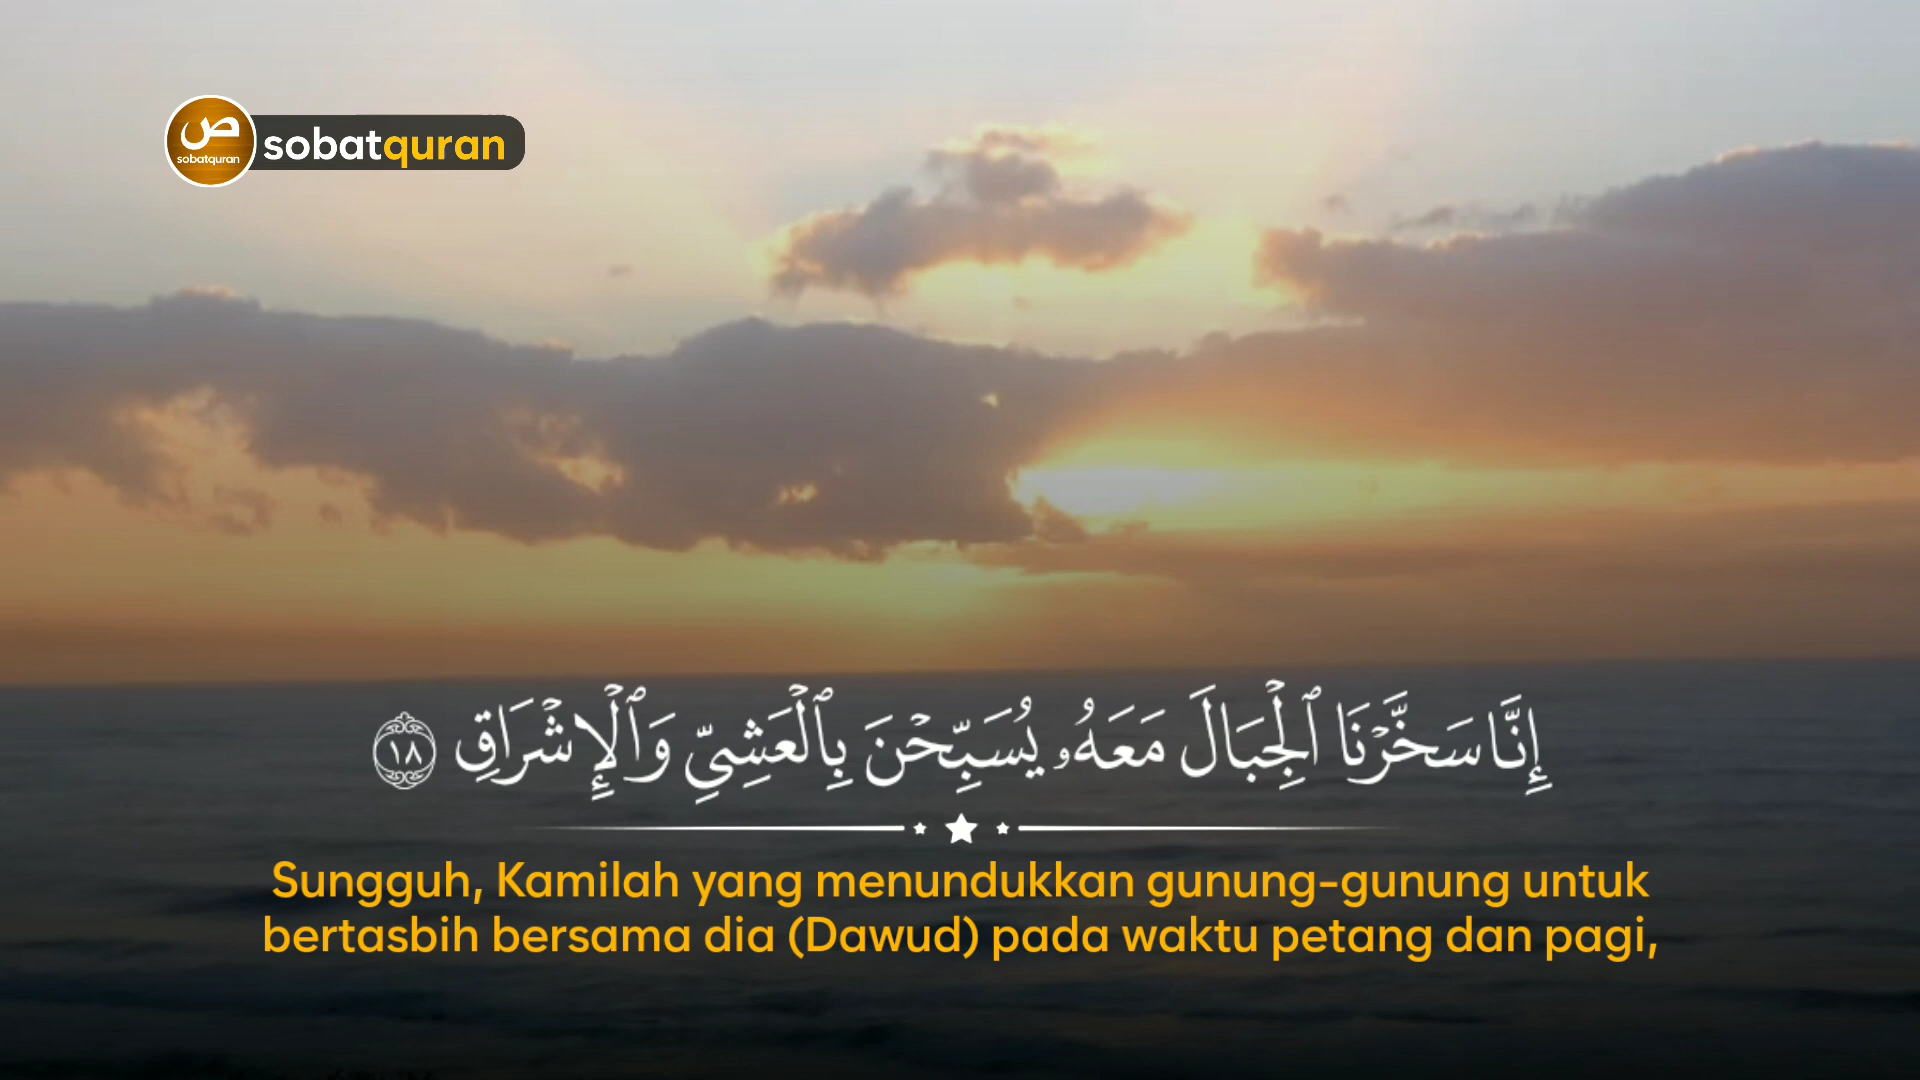 ص
sobatquran
sobatquran
إِنَّا سَخَّرْنَا ٱلْجِبَالَ مَعَهُۥ يُسَبِّحْنَ بِٱلْعَشِىِّ وَٱلْإِشْرَاقِ ١٨
Sungguh, Kamilah yang menundukkan gunung-gunung untuk
bertasbih bersama dia (Dawud) pada waktu petang dan pagi,